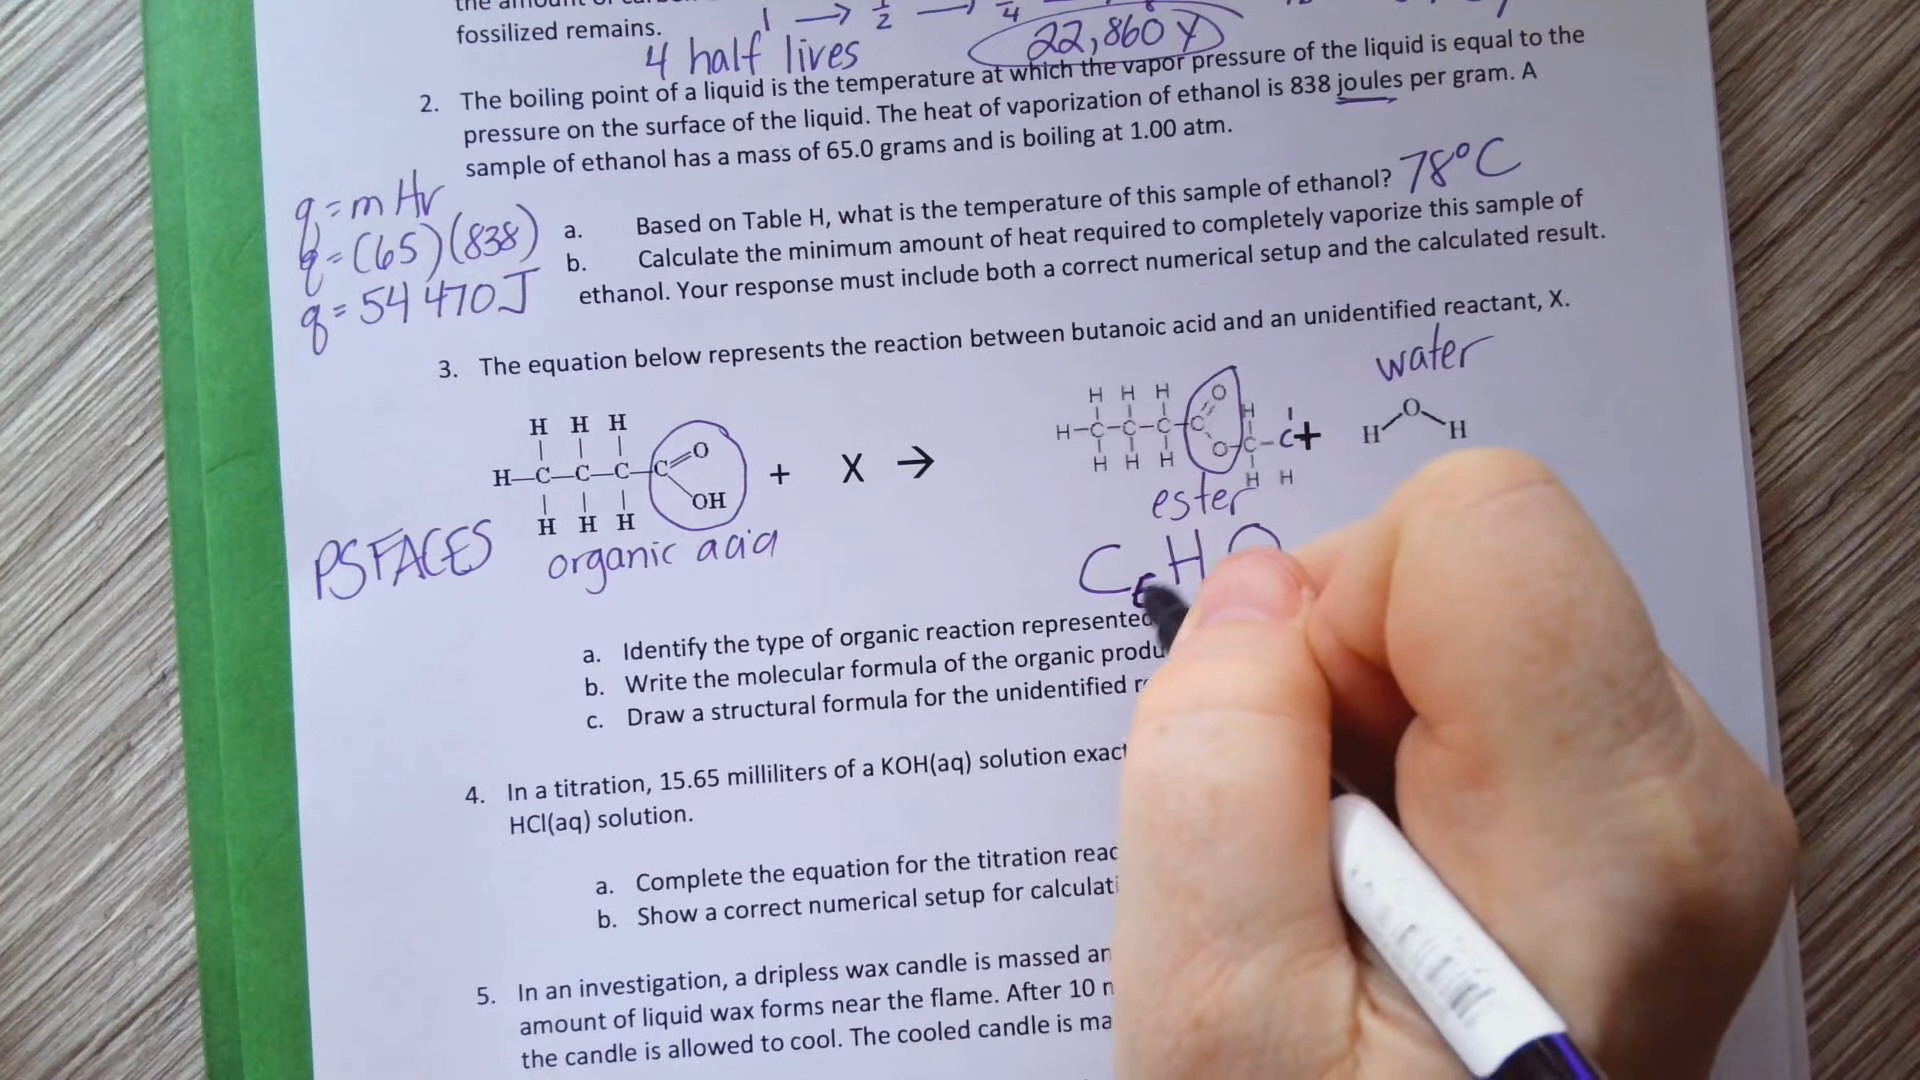 fossilized remains.
1 → 1/2 → 1/4
4 half lives
22,860 y
2. The boiling point of a liquid is the temperature at which the vapor pressure of the liquid is equal to the
pressure on the surface of the liquid. The heat of vaporization of ethanol is 838 joules per gram. A
sample of ethanol has a mass of 65.0 grams and is boiling at 1.00 atm.
q = m Hv
q = (65)(838)
q = 54 470J
a. Based on Table H, what is the temperature of this sample of ethanol? 78°C
b. Calculate the minimum amount of heat required to completely vaporize this sample of
ethanol. Your response must include both a correct numerical setup and the calculated result.
3. The equation below represents the reaction between butanoic acid and an unidentified reactant, X.
water
H H H
H—C—C—C—C=O
OH
H H H
+ X →
H H H O
H-C-C-C-C H
O-C-C
H H H
H H
+
H O H
ester
PSFACES
organic acid
C H O
a. Identify the type of organic reaction represented
b. Write the molecular formula of the organic
c. Draw a structural formula for the unidentified
4. In a titration, 15.65 milliliters of a KOH(aq) solution
HCl(aq) solution.
a. Complete the equation for the titration
b. Show a correct numerical setup for
5. In an investigation, a dripless wax candle is massed
amount of liquid wax forms near the flame. After 10
the candle is allowed to cool. The cooled candle is